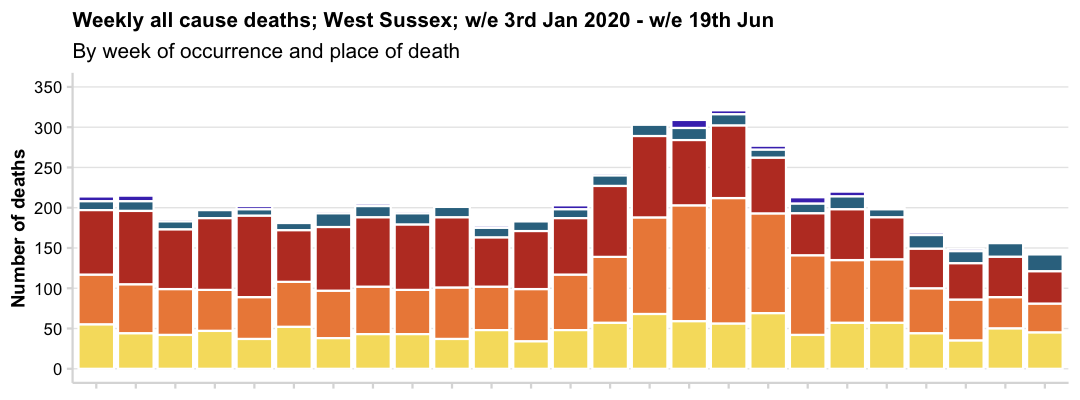 Weekly all cause deaths; West Sussex; w/e 3rd Jan 2020 - w/e 19th Jun
By week of occurrence and place of death
Number of deaths
350
300
250
200
150
100
50
0